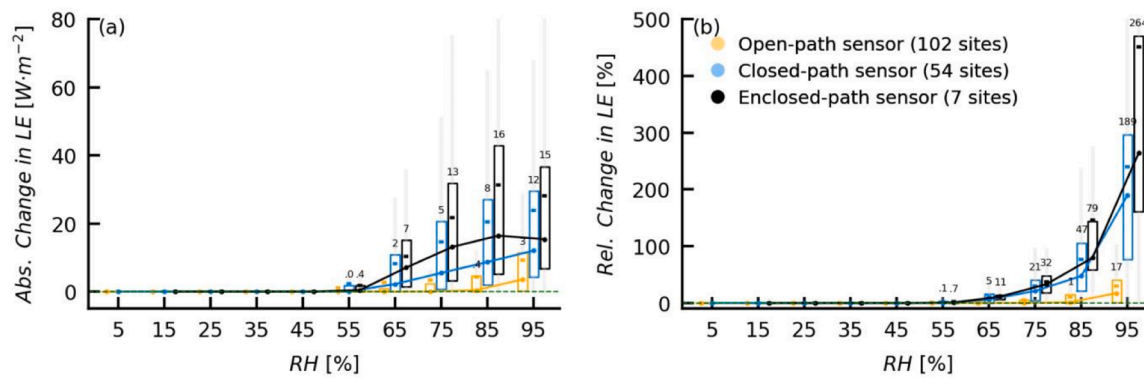 (a)
Abs. Change in LE [W·m⁻²]
80
60
40
20
0
.0 .4
2
7
5
13
8
16
.4
12
15
3
5 15 25 35 45 55 65 75 85 95
RH [%]
(b)
Rel. Change in LE [%]
500
400
300
200
100
0
Open-path sensor (102 sites)
Closed-path sensor (54 sites)
Enclosed-path sensor (7 sites)
.1 .7
5 11
21
32
47
79
1
189
264
17
5 15 25 35 45 55 65 75 85 95
RH [%]